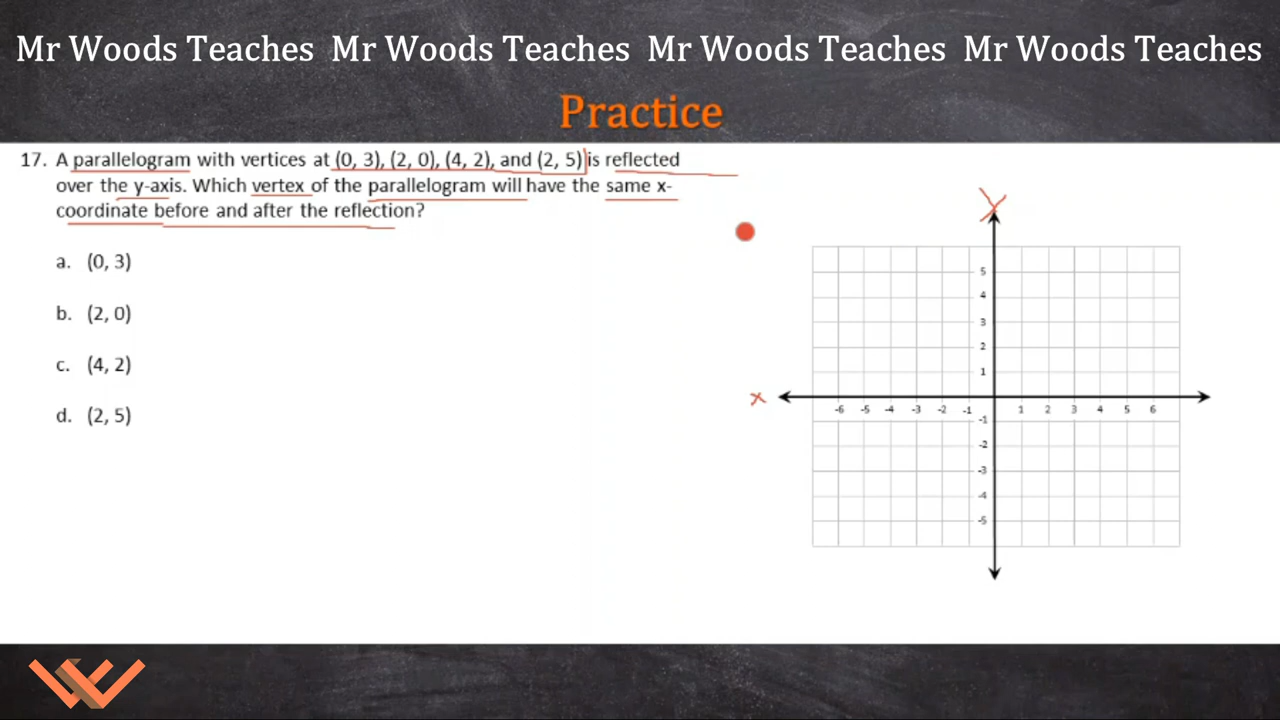 Mr Woods Teaches Mr Woods Teaches Mr Woods Teaches Mr Woods Teaches
Practice
17. A parallelogram with vertices at (0, 3), (2, 0), (4, 2), and (2, 5) is reflected
over the y-axis. Which vertex of the parallelogram will have the same x-
coordinate before and after the reflection?
a. (0, 3)
b. (2, 0)
c. (4, 2)
d. (2, 5)
y
5
4
3
2
1
x
-6 -5 -4 -3 -2 -1 1 2 3 4 5 6
-1
-2
-3
-4
-5